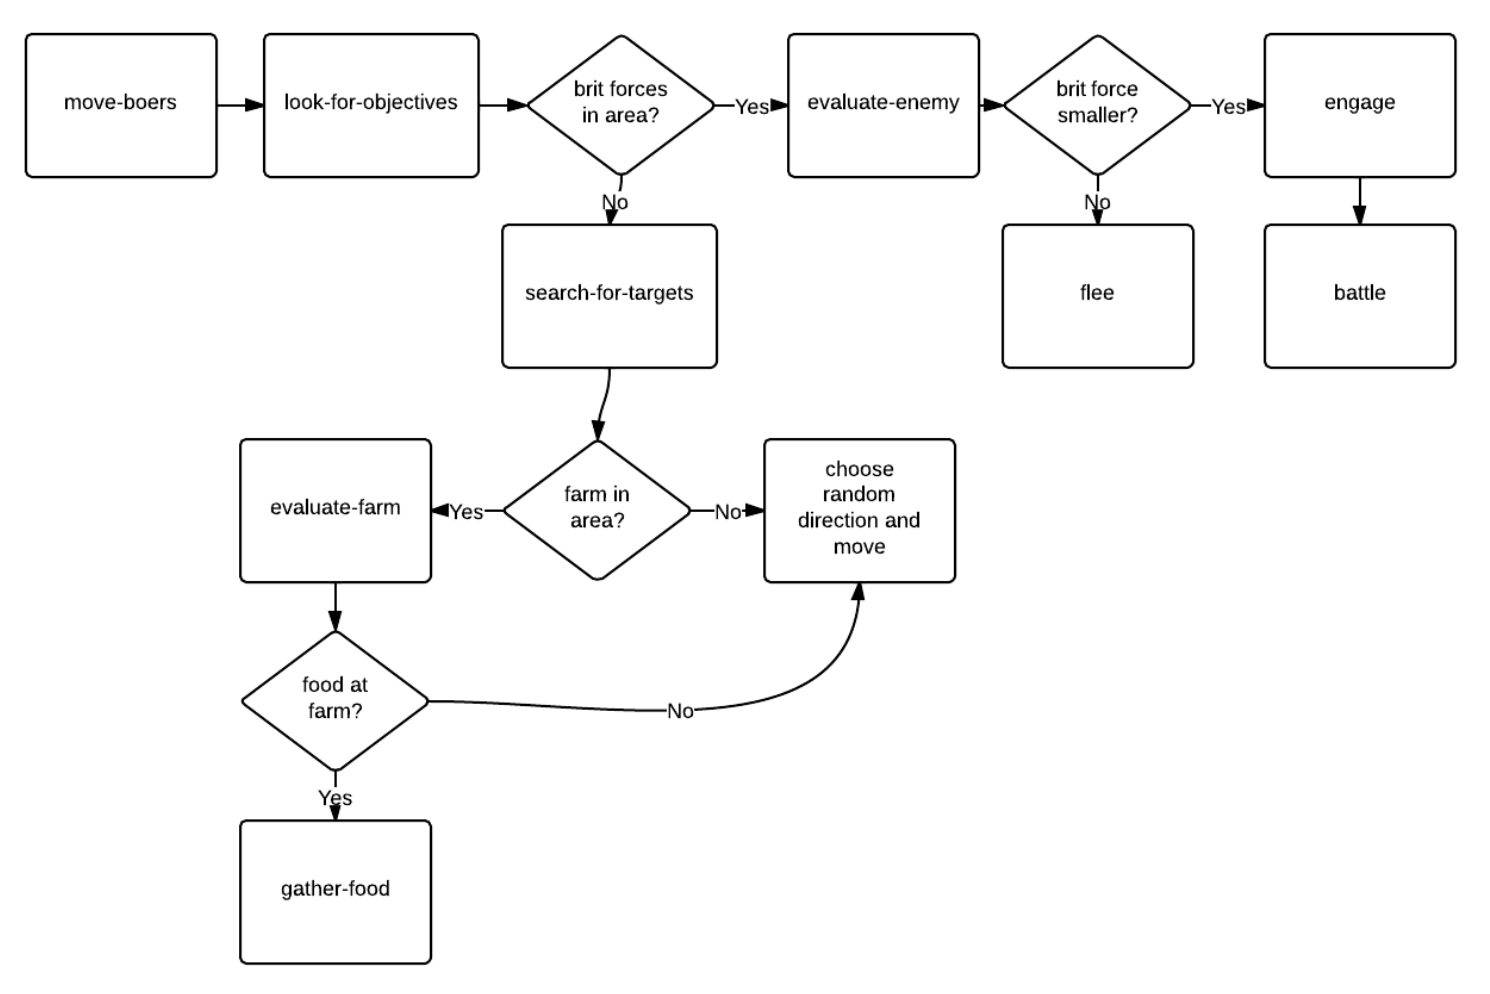 move-boers
look-for-objectives
brit forces
in area?
Yes
evaluate-enemy
brit force
smaller?
Yes
engage
No
No
search-for-targets
flee
battle
evaluate-farm
Yes
farm in
area?
No
choose
random
direction and
move
food at
farm?
No
Yes
gather-food